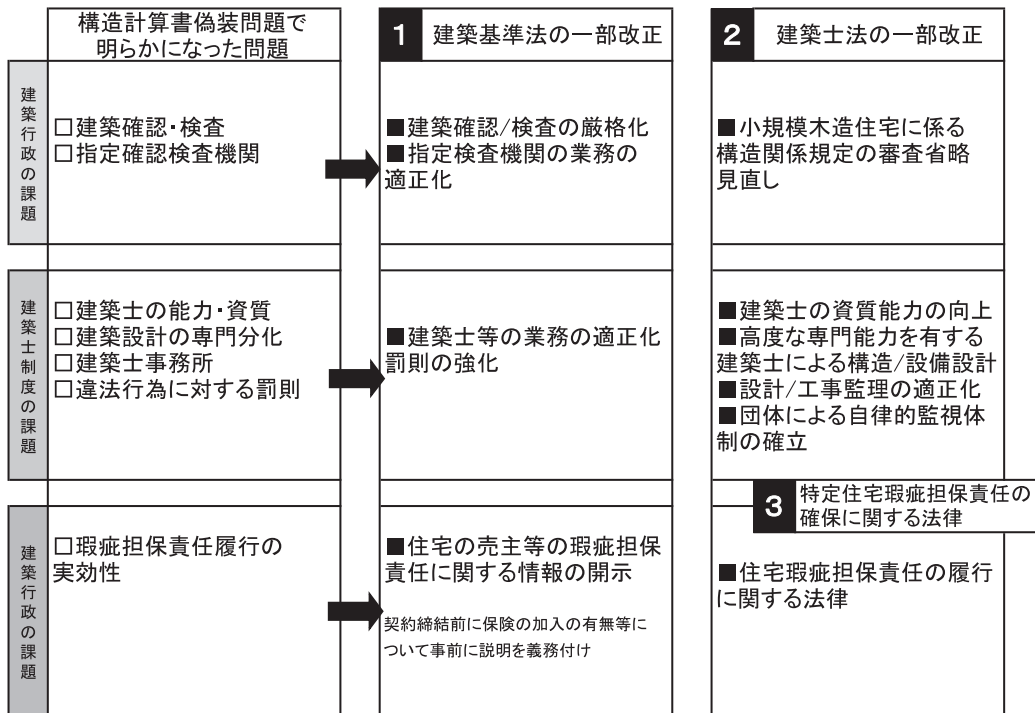 構造計算書偽装問題で
明らかになった問題
1 建築基準法の一部改正
2 建築士法の一部改正
建築行政の課題
□建築確認・検査
□指定確認検査機関
■建築確認/検査の厳格化
■指定検査機関の業務の
適正化
■小規模木造住宅に係る
構造関係規定の審査省略
見直し
建築士制度の課題
□建築士の能力・資質
□建築設計の専門分化
□建築士事務所
□違法行為に対する罰則
■建築士等の業務の適正化
罰則の強化
■建築士の資質能力の向上
■高度な専門能力を有する
建築士による構造/設備設計
■設計/工事監理の適正化
■団体による自律的監視体
制の確立
3 特定住宅瑕疵担保責任の
確保に関する法律
建築行政の課題
□瑕疵担保責任履行の
実効性
■住宅の売主等の瑕疵担保
責任に関する情報の開示
契約締結前に保険の加入の有無等に
ついて事前に説明を義務付け
■住宅瑕疵担保責任の履行
に関する法律